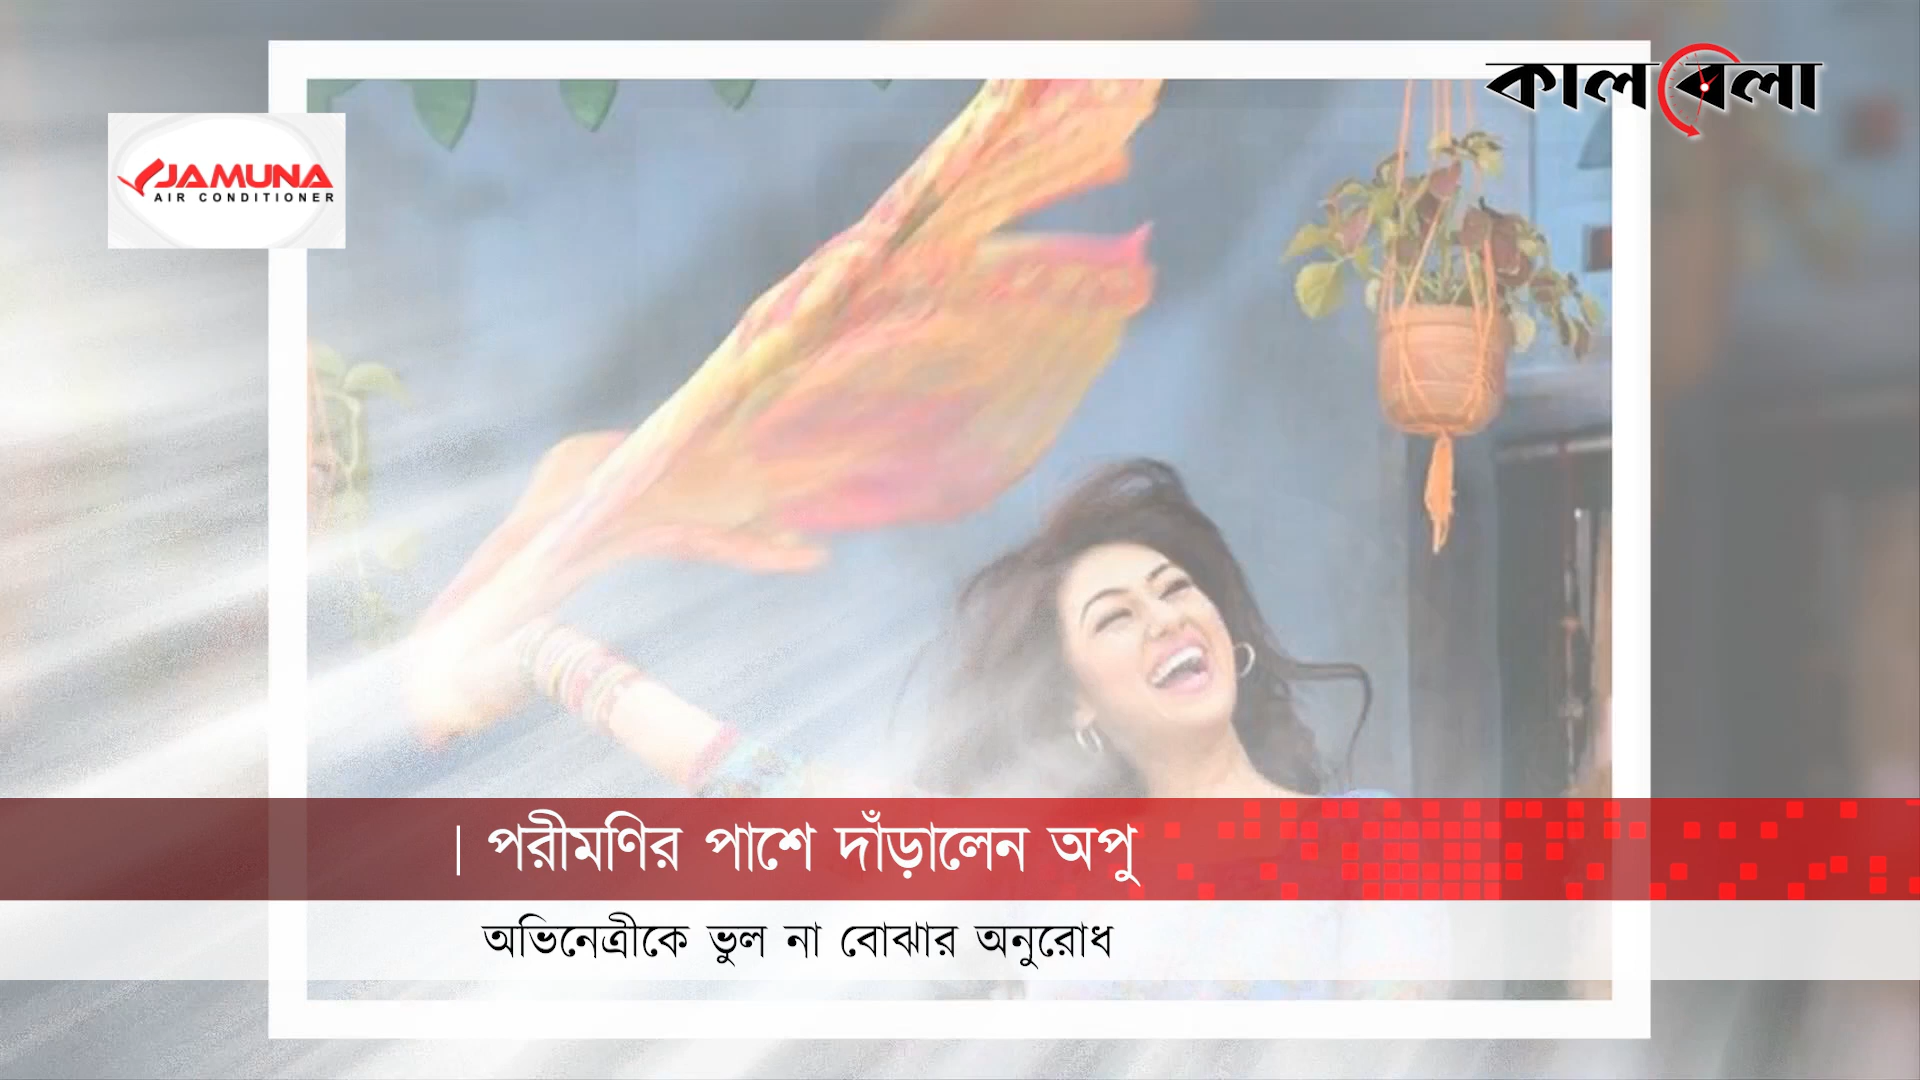 কালবেলা
JAMUNA
AIR CONDITIONER
| পরীমণির পাশে দাঁড়ালেন অপু
অভিনেত্রীকে ভুল না বোঝার অনুরোধ